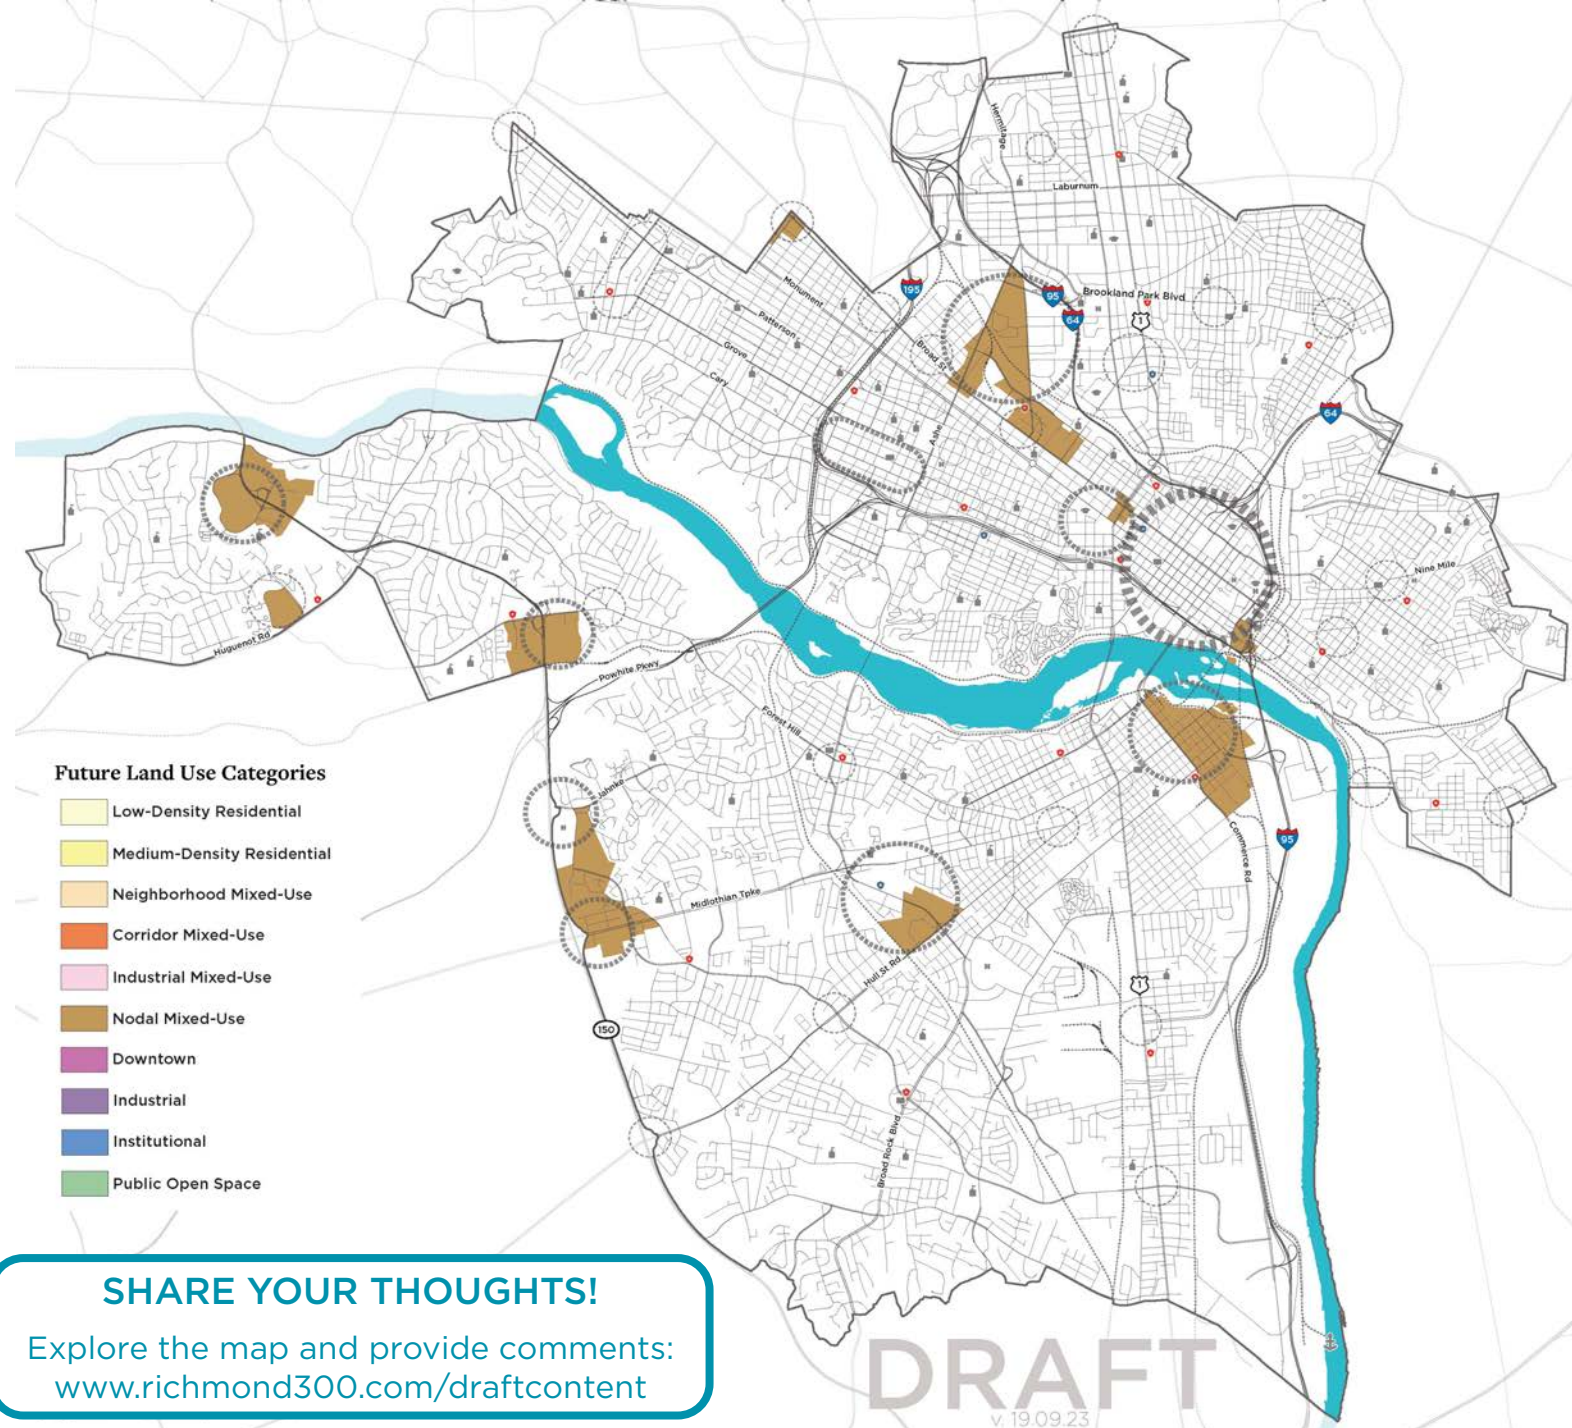 Hermitage
Laburnum
195
95
64
Brookland Park Blvd
1
Monument
Patterson
Grove
Cary
Broad St
Ashe
64
Nine Mile
Huguenot Rd
Powhite Pkwy
Forest Hill
Jahnke
Midlothian Tpke
Commerce Rd
95
Hull St Rd
1
150
Broad Rock Blvd
Future Land Use Categories
Low-Density Residential
Medium-Density Residential
Neighborhood Mixed-Use
Corridor Mixed-Use
Industrial Mixed-Use
Nodal Mixed-Use
Downtown
Industrial
Institutional
Public Open Space
SHARE YOUR THOUGHTS!
Explore the map and provide comments:
www.richmond300.com/draftcontent
DRAFT
v. 19.09.23